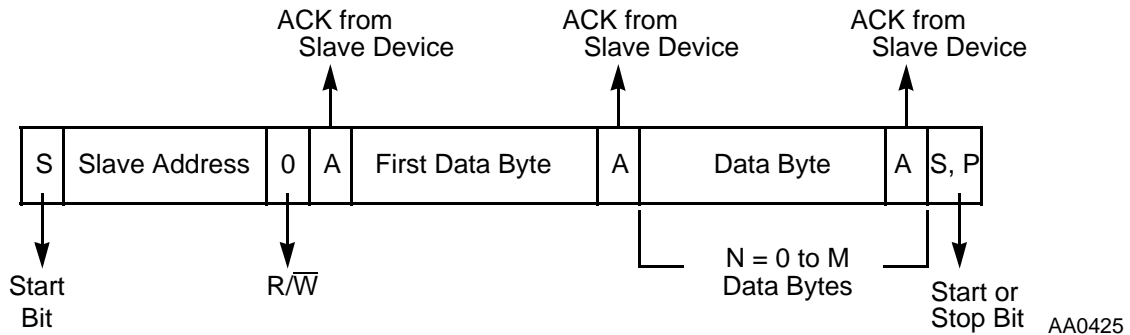 ACK from
Slave Device
ACK from
Slave Device
ACK from
Slave Device
S
Slave Address
0
A
First Data Byte
A
Data Byte
A
S, P
Start
Bit
R/W̅
N = 0 to M
Data Bytes
Start or
Stop Bit
AA0425